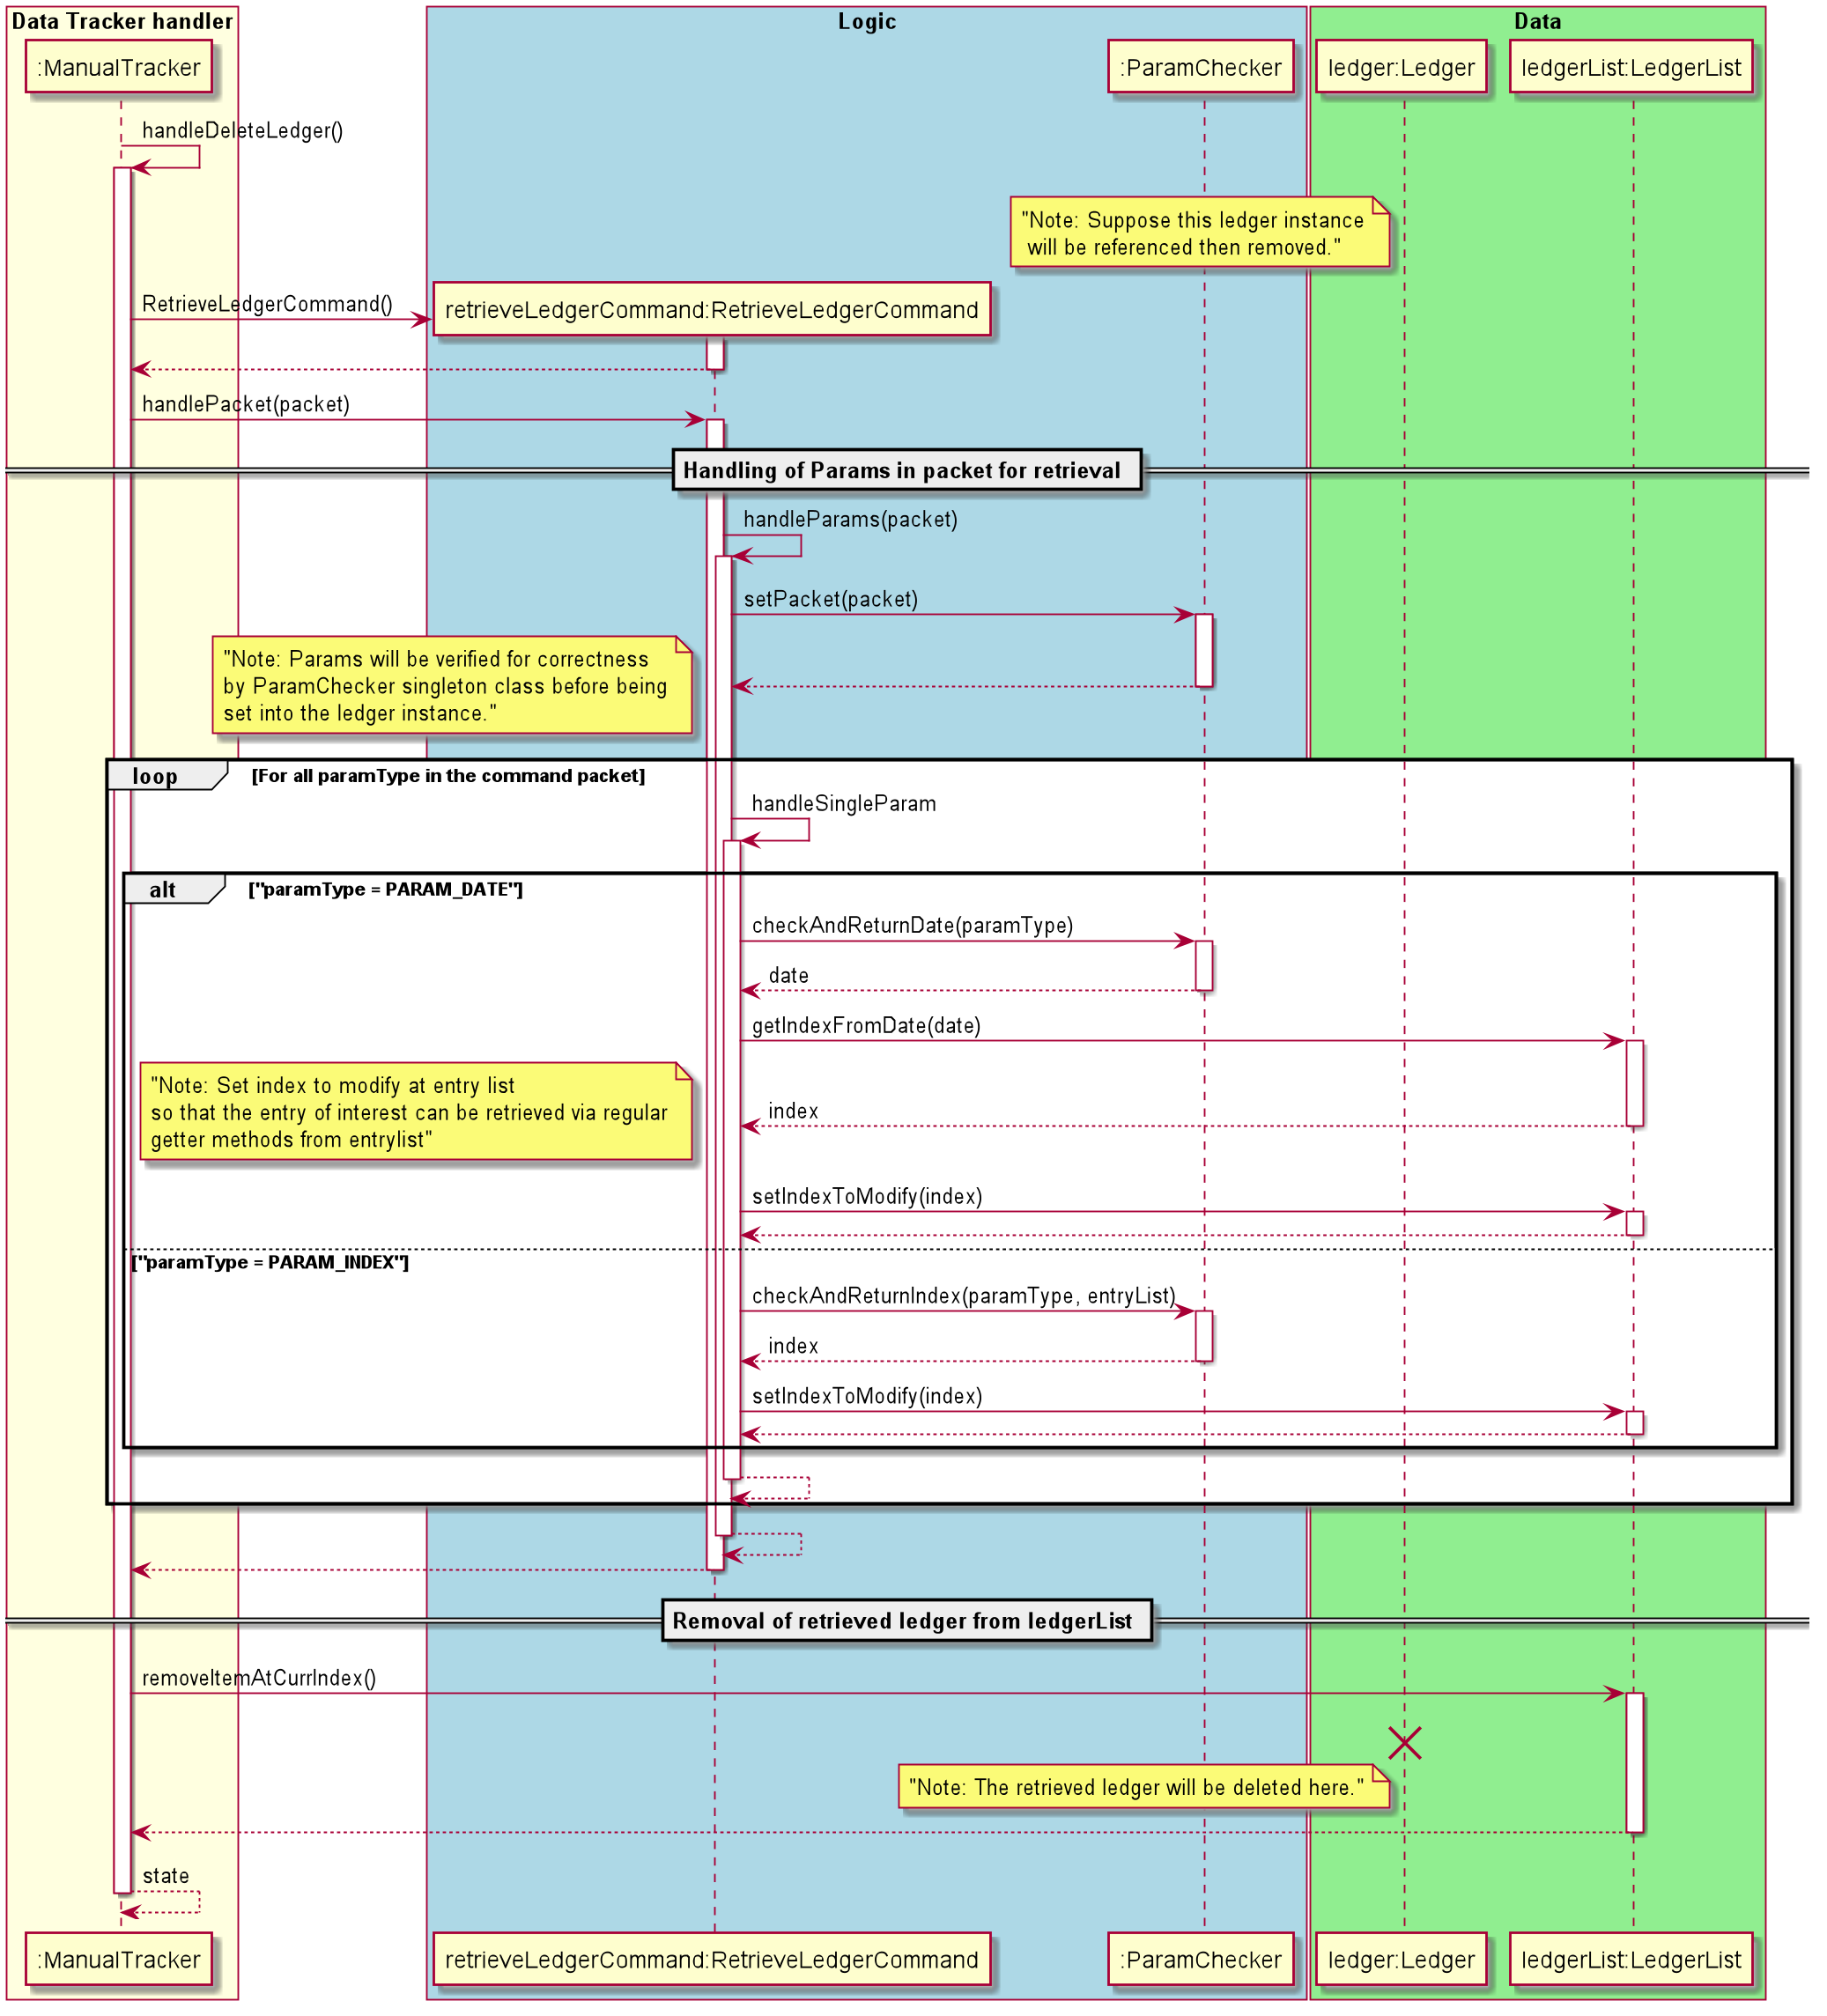 Data Tracker handler
Logic
Data
:ManualTracker
:ParamChecker
ledger:Ledger
ledgerList:LedgerList
handleDeleteLedger()
"Note: Suppose this ledger instance
will be referenced then removed."
RetrieveLedgerCommand()
retrieveLedgerCommand:RetrieveLedgerCommand
handlePacket(packet)
Handling of Params in packet for retrieval
handleParams(packet)
setPacket(packet)
"Note: Params will be verified for correctness
by ParamChecker singleton class before being
set into the ledger instance."
loop
[For all paramType in the command packet]
handleSingleParam
alt
["paramType = PARAM_DATE"]
checkAndReturnDate(paramType)
date
getIndexFromDate(date)
"Note: Set index to modify at entry list
so that the entry of interest can be retrieved via regular
getter methods from entrylist"
index
setIndexToModify(index)
["paramType = PARAM_INDEX"]
checkAndReturnIndex(paramType, entryList)
index
setIndexToModify(index)
Removal of retrieved ledger from ledgerList
removeItemAtCurrIndex()
"Note: The retrieved ledger will be deleted here."
state
:ManualTracker
retrieveLedgerCommand:RetrieveLedgerCommand
:ParamChecker
ledger:Ledger
ledgerList:LedgerList